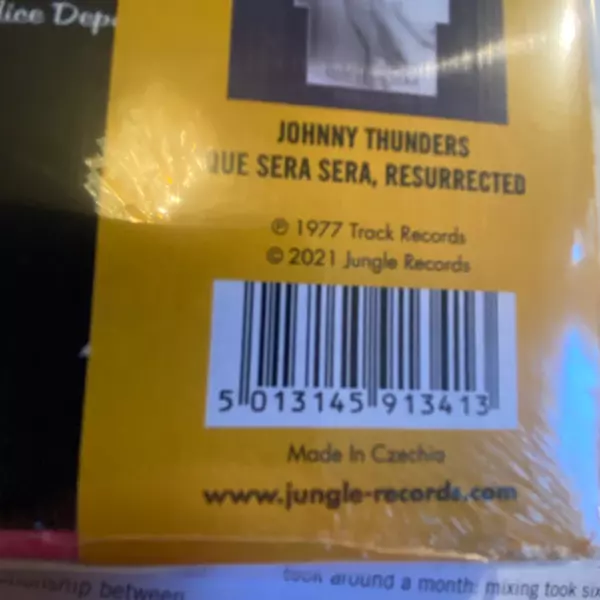 JOHNNY THUNDERS
QUE SERA SERA, RESURRECTED
℗ 1977 Track Records
© 2021 Jungle Records
5 013145 913413
Made In Czechia
www.jungle-records.com
between
took around a month: mixing took six